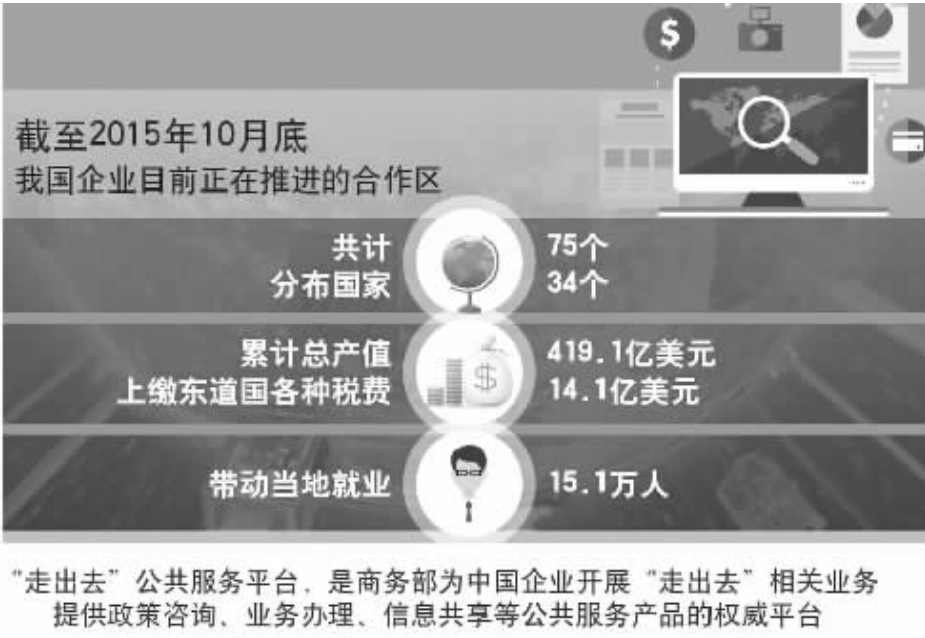 截至2015年10月底
我国企业目前正在推进的合作区
共计 75个
分布国家 34个
累计总产值 419.1亿美元
上缴东道国各种税费 14.1亿美元
带动当地就业 15.1万人
“走出去”公共服务平台，是商务部为中国企业开展“走出去”相关业务
提供政策咨询、业务办理、信息共享等公共服务产品的权威平台